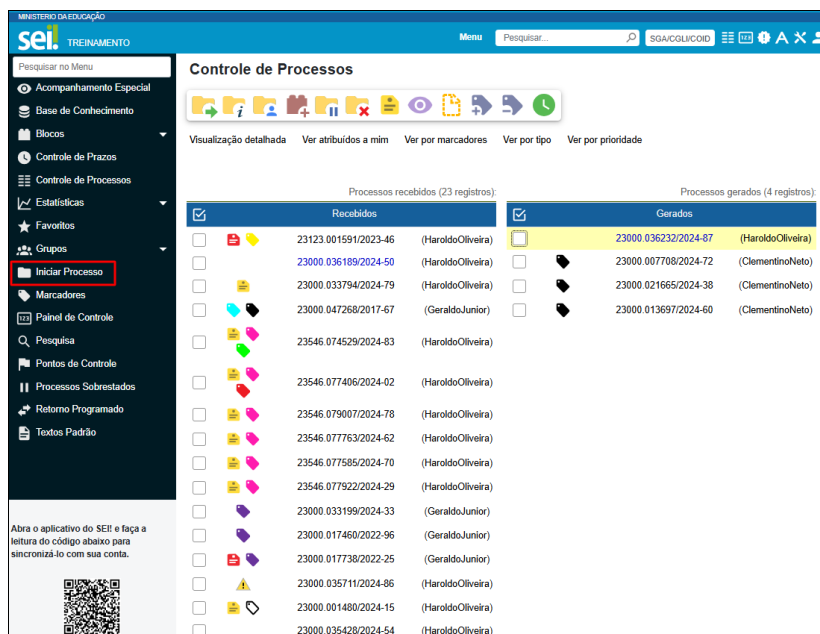 MINISTERIO DA EDUCAÇÃO
sei! TREINAMENTO
Menu
Pesquisar...
SGA/CGLI/COID
Pesquisar no Menu
Acompanhamento Especial
Base de Conhecimento
Blocos
Controle de Prazos
Controle de Processos
Estatísticas
Favoritos
Grupos
Iniciar Processo
Marcadores
Painel de Controle
Pesquisa
Pontos de Controle
Processos Sobrestados
Retorno Programado
Textos Padrão
Abra o aplicativo do SEI! e faça a
leitura do código abaixo para
sincronizá-lo com sua conta.
Controle de Processos
Visualização detalhada Ver atribuídos a mim Ver por marcadores Ver por tipo Ver por prioridade
Processos recebidos (23 registros):
Recebidos
23123.001591/2023-46 (HaroldoOliveira)
23000.036189/2024-50 (HaroldoOliveira)
23000.033794/2024-79 (HaroldoOliveira)
23000.047268/2017-67 (GeraldoJunior)
23546.074529/2024-83 (HaroldoOliveira)
23546.077406/2024-02 (HaroldoOliveira)
23546.079007/2024-78 (HaroldoOliveira)
23546.077763/2024-62 (HaroldoOliveira)
23546.077585/2024-70 (HaroldoOliveira)
23546.077922/2024-29 (HaroldoOliveira)
23000.033199/2024-33 (GeraldoJunior)
23000.017460/2022-96 (GeraldoJunior)
23000.017738/2022-25 (GeraldoJunior)
23000.035711/2024-86 (HaroldoOliveira)
23000.001480/2024-15 (HaroldoOliveira)
23000.035428/2024-54 (HaroldoOliveira)
Processos gerados (4 registros):
Gerados
23000.036232/2024-87 (HaroldoOliveira)
23000.007708/2024-72 (ClementinoNeto)
23000.021665/2024-38 (ClementinoNeto)
23000.013697/2024-60 (ClementinoNeto)